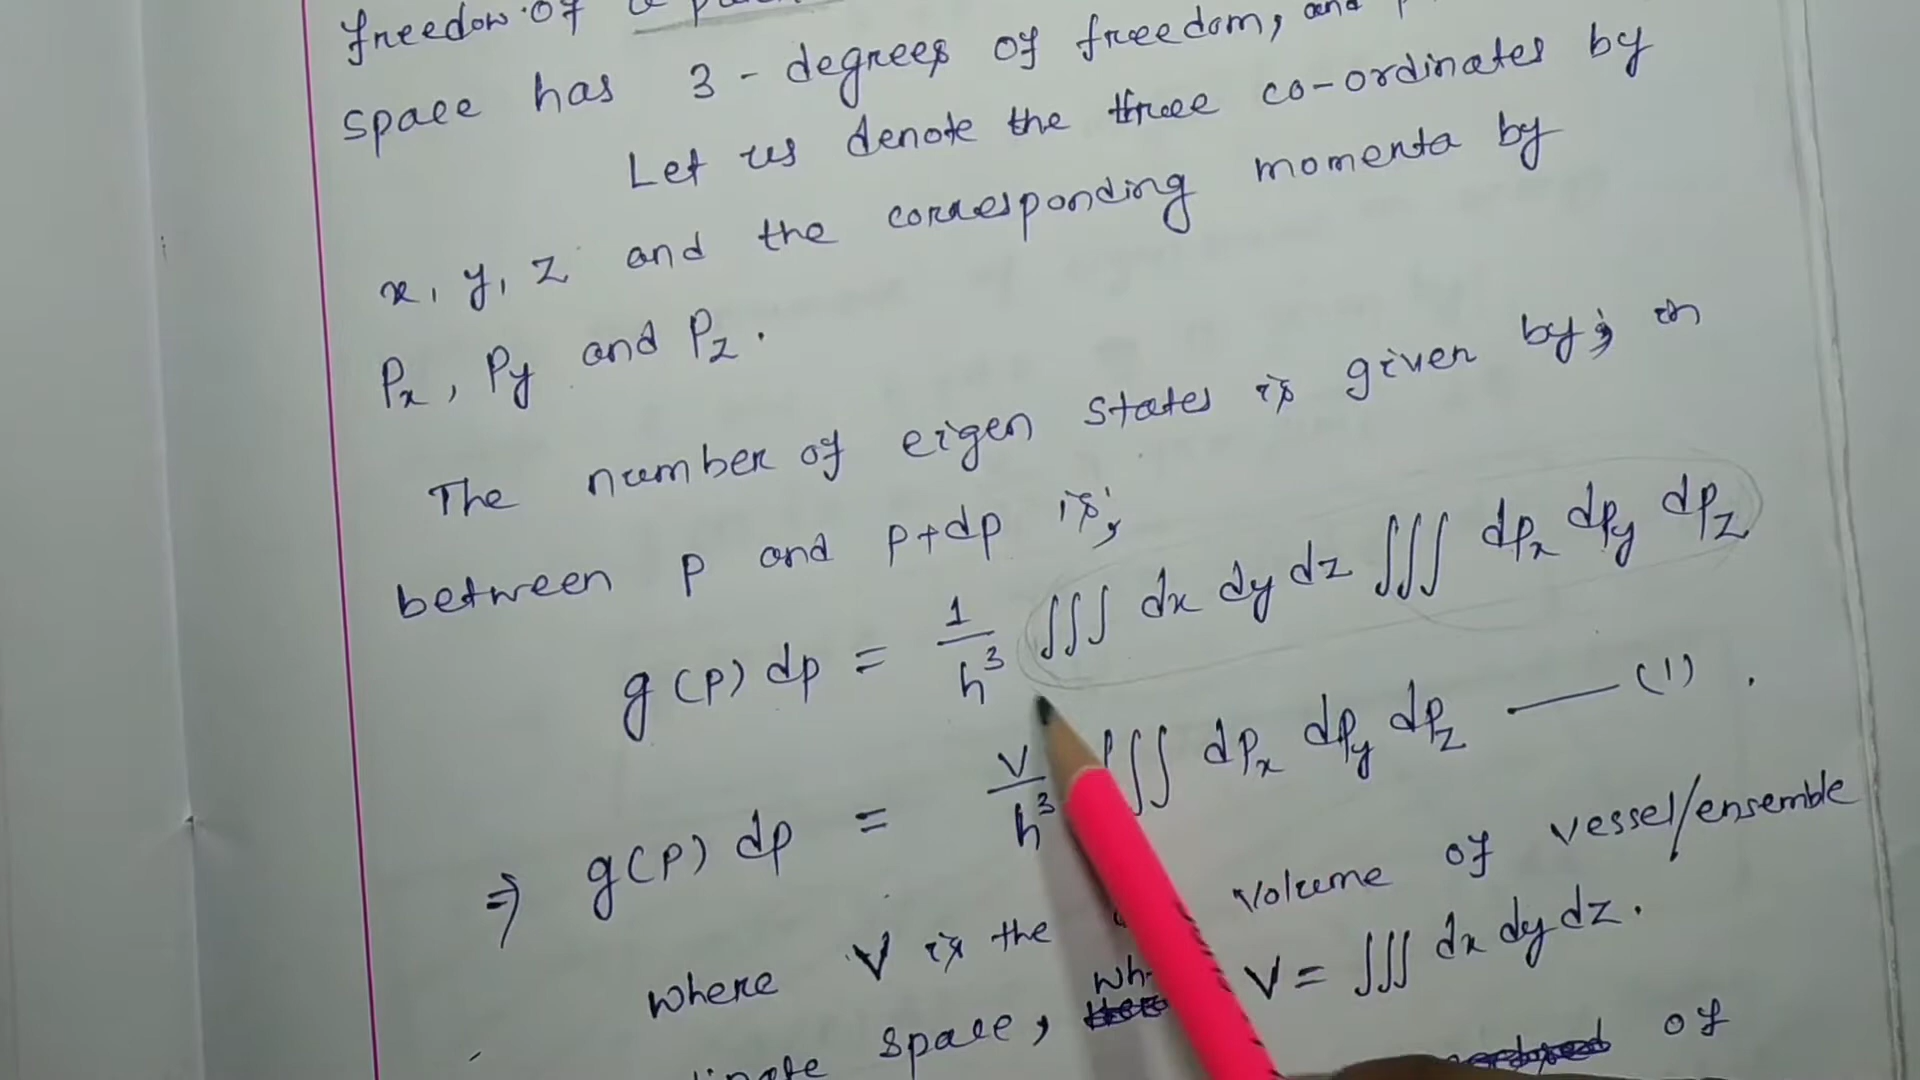 freedom of a
space has 3 - degrees of freedom, and
Let us denote the three co-ordinates by
x, y, z and the corresponding momenta by
Px, Py and Pz.
The number of eigen states is given by; in
between p and p+dp is;
g(p) dp = 1/h³ ∫∫∫ dx dy dz ∫∫∫ dpx dpy dpz
⇒ g(p) dp = V/h³ ∫∫∫ dpx dpy dpz —— (1) .
where V is the volume of vessel/ensemble
space, V = ∫∫∫ dx dy dz.
of